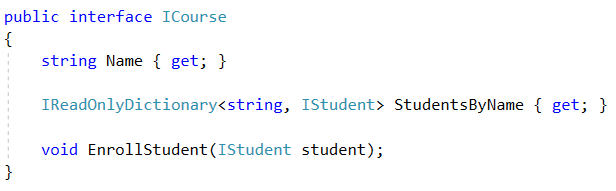 public interface ICourse
{
    string Name { get; }
    IReadOnlyDictionary<string, IStudent> StudentsByName { get; }
    void EnrollStudent(IStudent student);
}